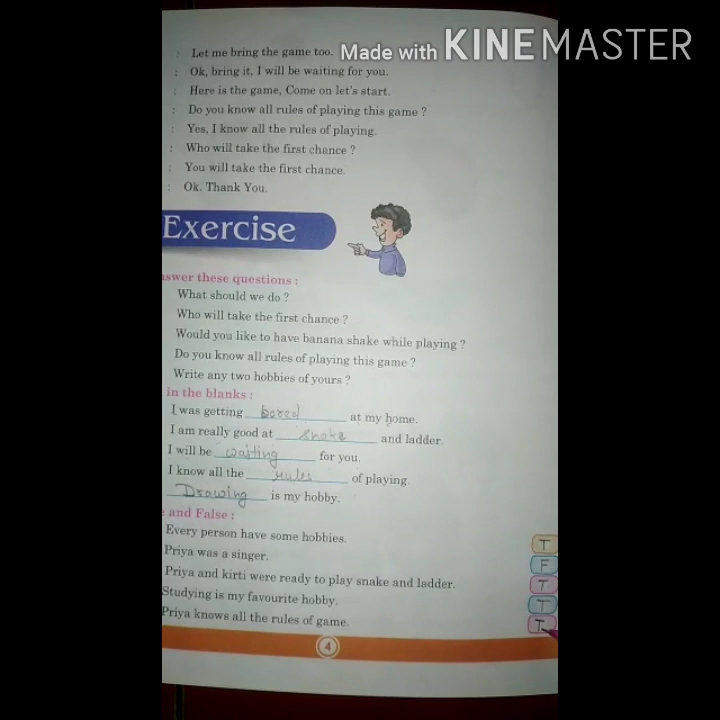 : Let me bring the game too.
Made with KINEMASTER
: Ok, bring it, I will be waiting for you.
: Here is the game, Come on let's start.
: Do you know all rules of playing this game ?
: Yes, I know all the rules of playing.
: Who will take the first chance ?
: You will take the first chance.
: Ok. Thank You.
Exercise
swer these questions :
What should we do ?
Who will take the first chance ?
Would you like to have banana shake while playing ?
Do you know all rules of playing this game ?
Write any two hobbies of yours ?
in the blanks :
I was getting bored at my home.
I am really good at snake and ladder.
I will be waiting for you.
I know all the rules of playing.
Drawing is my hobby.
and False :
Every person have some hobbies. T
Priya was a singer. F
Priya and kirti were ready to play snake and ladder. T
Studying is my favourite hobby. T
Priya knows all the rules of game. T
4